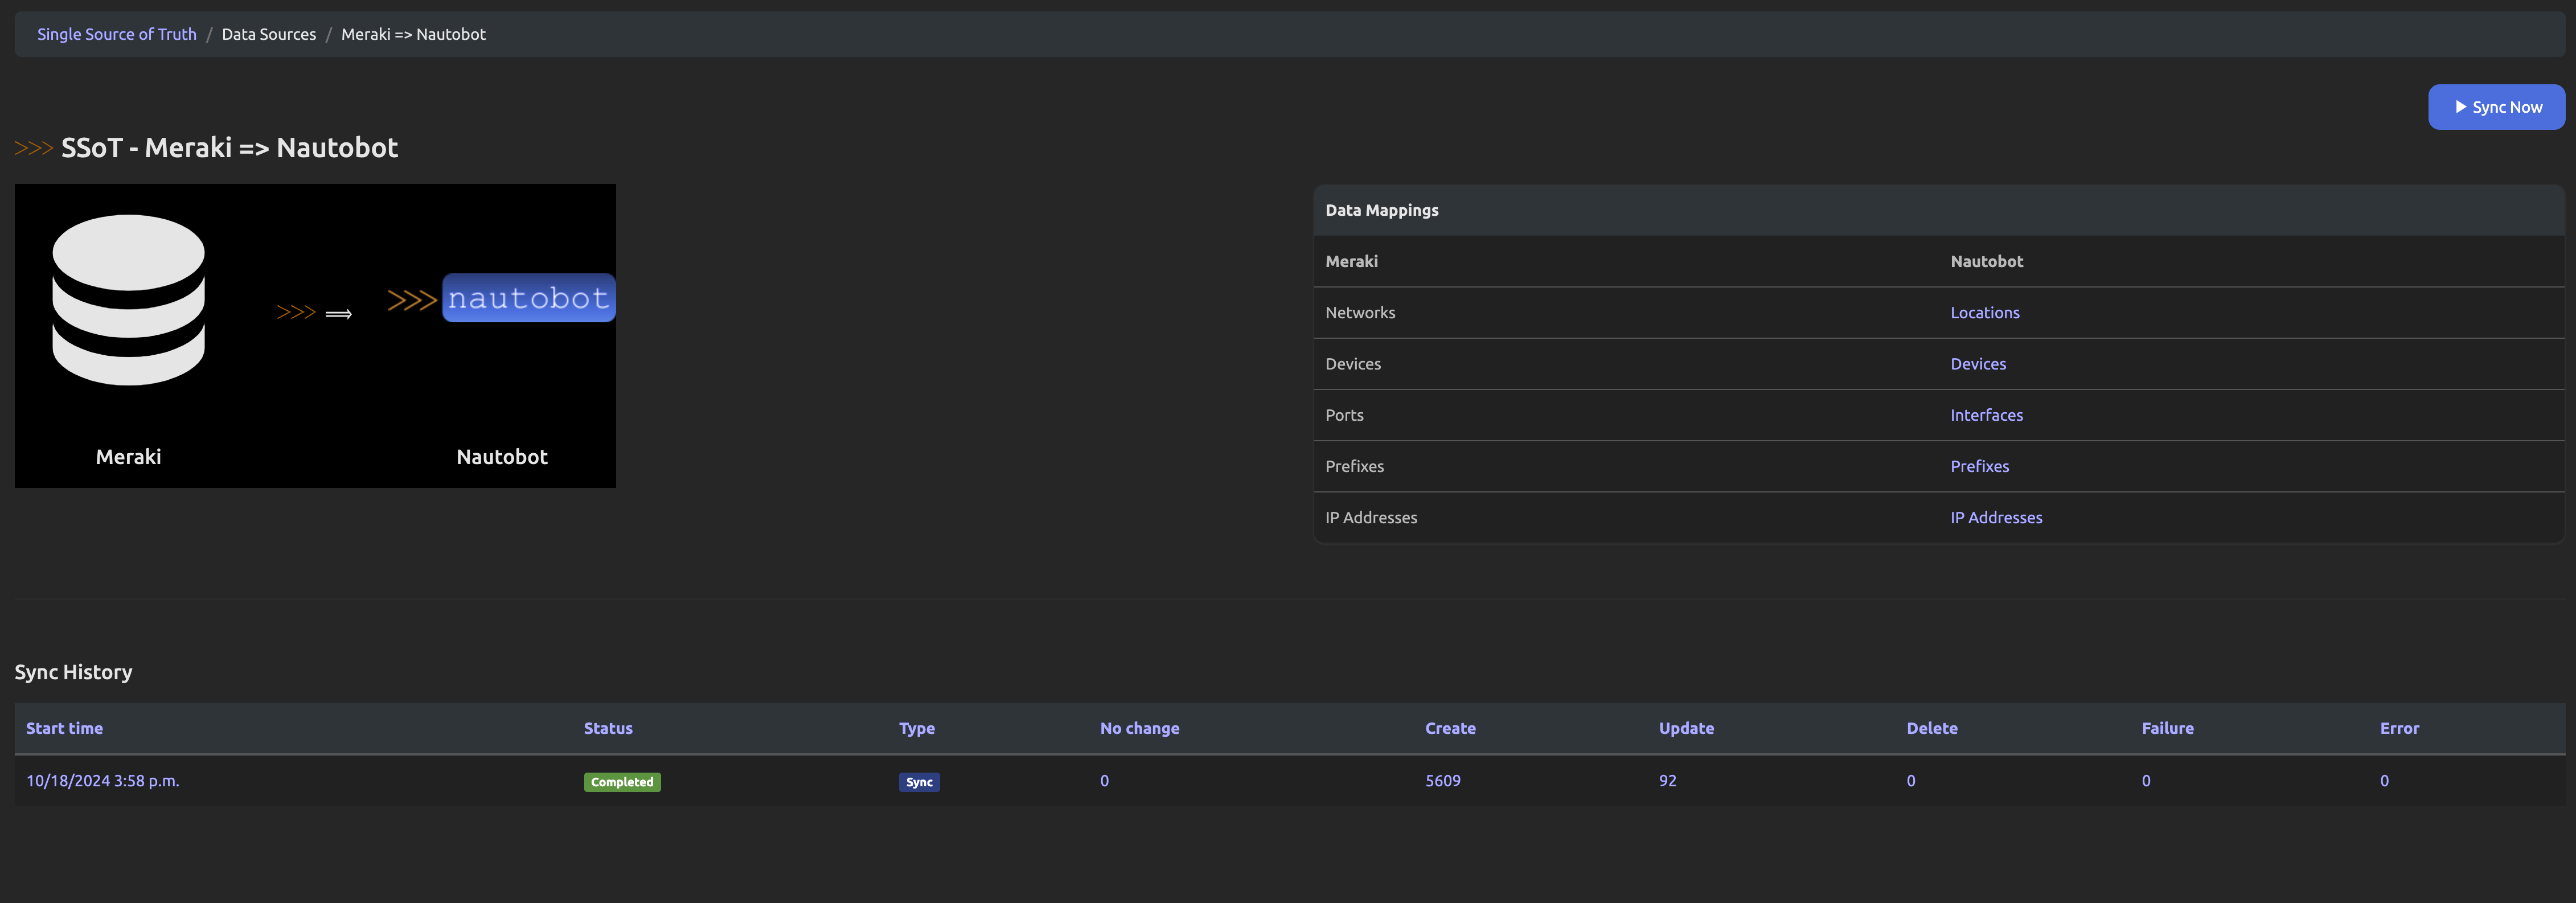 Single Source of Truth / Data Sources / Meraki => Nautobot
Sync Now
>>> SSoT - Meraki => Nautobot
>>> ⟹ >>> nautobot
Meraki Nautobot
Data Mappings
Meraki Nautobot
Networks Locations
Devices Devices
Ports Interfaces
Prefixes Prefixes
IP Addresses IP Addresses
Sync History
Start time Status Type No change Create Update Delete Failure Error
10/18/2024 3:58 p.m. Completed Sync 0 5609 92 0 0 0